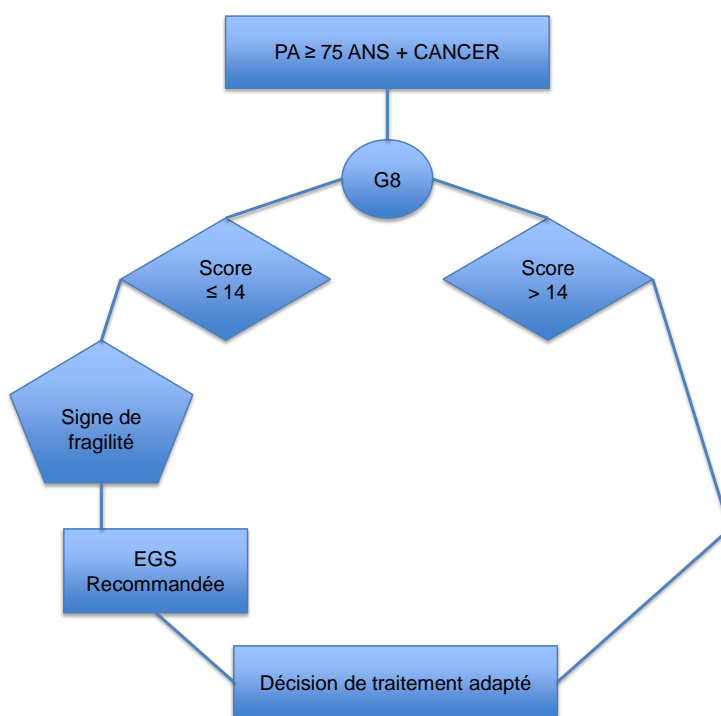 PA ≥ 75 ANS + CANCER
G8
Score
≤ 14
Score
> 14
Signe de
fragilité
EGS
Recommandée
Décision de traitement adapté